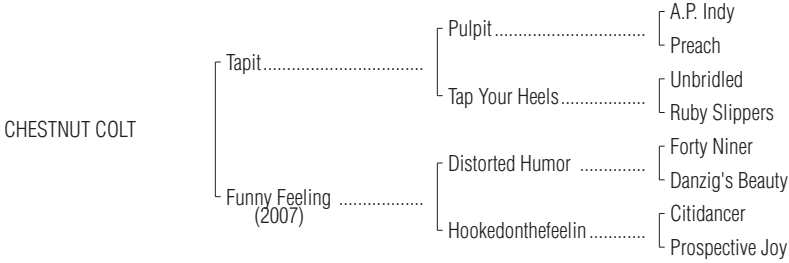 A.P. Indy
Pulpit..............................
Preach
Tapit................................
Unbridled
Tap Your Heels.................
Ruby Slippers
CHESTNUT COLT
Forty Niner
Distorted Humor .............
Danzig's Beauty
Funny Feeling .................
(2007)
Citidancer
Hookedonthefeelin...........
Prospective Joy